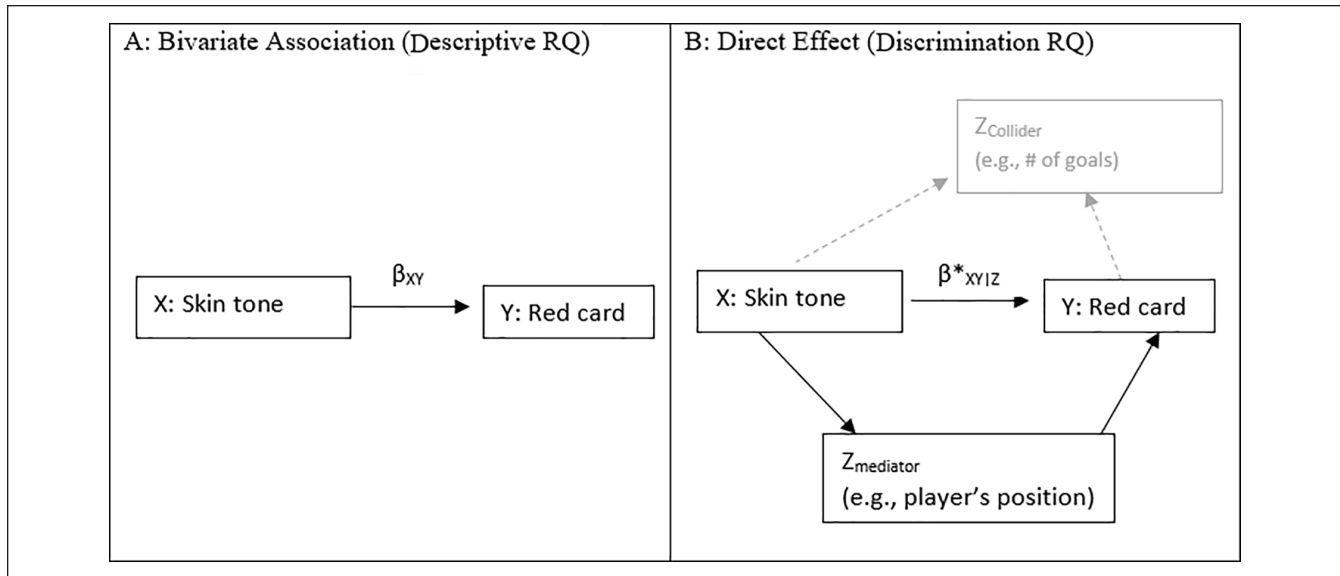 A: Bivariate Association (Descriptive RQ)
X: Skin tone
βXY
Y: Red card
B: Direct Effect (Discrimination RQ)
ZCollider
(e.g., # of goals)
X: Skin tone
β*XY|Z
Y: Red card
Zmediator
(e.g., player's position)